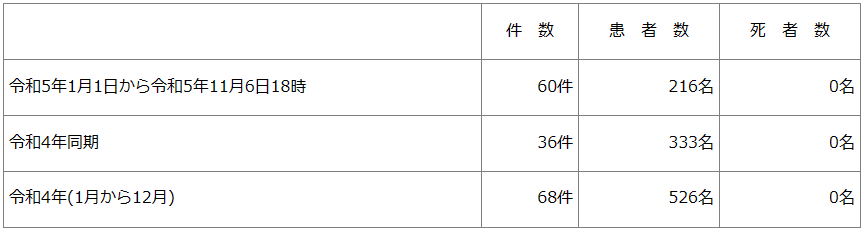 件 数 患 者 数 死 者 数
令和5年1月1日から令和5年11月6日18時 60件 216名 0名
令和4年同期 36件 333名 0名
令和4年(1月から12月) 68件 526名 0名